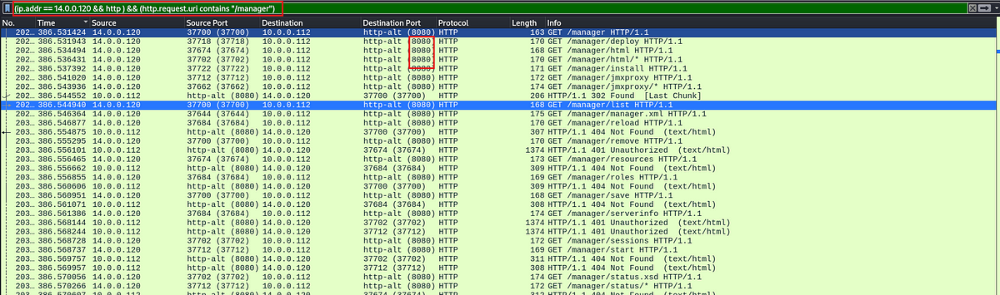 (ip.addr == 14.0.0.120 && http ) && (http.request.uri contains "/manager")
No. Time Source Source Port Destination Destination Port Protocol Length Info
202… 386.531424 14.0.0.120 37700 (37700) 10.0.0.112 http-alt (8080) HTTP 163 GET /manager HTTP/1.1
202… 386.531943 14.0.0.120 37718 (37718) 10.0.0.112 http-alt (8080) HTTP 170 GET /manager/deploy HTTP/1.1
202… 386.534494 14.0.0.120 37674 (37674) 10.0.0.112 http-alt (8080) HTTP 168 GET /manager/html HTTP/1.1
202… 386.536431 14.0.0.120 37702 (37702) 10.0.0.112 http-alt (8080) HTTP 170 GET /manager/html/* HTTP/1.1
202… 386.537392 14.0.0.120 37722 (37722) 10.0.0.112 http-alt (8080) HTTP 171 GET /manager/install HTTP/1.1
202… 386.541020 14.0.0.120 37712 (37712) 10.0.0.112 http-alt (8080) HTTP 172 GET /manager/jmxproxy HTTP/1.1
202… 386.543936 14.0.0.120 37662 (37662) 10.0.0.112 http-alt (8080) HTTP 174 GET /manager/jmxproxy/* HTTP/1.1
202… 386.544552 10.0.0.112 http-alt (8080) 14.0.0.120 37700 (37700) HTTP 206 HTTP/1.1 302 Found [Last Chunk]
202… 386.544940 14.0.0.120 37700 (37700) 10.0.0.112 http-alt (8080) HTTP 168 GET /manager/list HTTP/1.1
202… 386.546364 14.0.0.120 37644 (37644) 10.0.0.112 http-alt (8080) HTTP 175 GET /manager/manager.xml HTTP/1.1
203… 386.546877 14.0.0.120 37684 (37684) 10.0.0.112 http-alt (8080) HTTP 170 GET /manager/reload HTTP/1.1
203… 386.554875 10.0.0.112 http-alt (8080) 14.0.0.120 37700 (37700) HTTP 307 HTTP/1.1 404 Not Found (text/html)
203… 386.555295 14.0.0.120 37700 (37700) 10.0.0.112 http-alt (8080) HTTP 170 GET /manager/remove HTTP/1.1
203… 386.556101 10.0.0.112 http-alt (8080) 14.0.0.120 37674 (37674) HTTP 1374 HTTP/1.1 401 Unauthorized (text/html)
203… 386.556465 14.0.0.120 37674 (37674) 10.0.0.112 http-alt (8080) HTTP 173 GET /manager/resources HTTP/1.1
203… 386.556662 10.0.0.112 http-alt (8080) 14.0.0.120 37684 (37684) HTTP 309 HTTP/1.1 404 Not Found (text/html)
203… 386.556855 14.0.0.120 37684 (37684) 10.0.0.112 http-alt (8080) HTTP 169 GET /manager/roles HTTP/1.1
203… 386.560606 10.0.0.112 http-alt (8080) 14.0.0.120 37700 (37700) HTTP 309 HTTP/1.1 404 Not Found (text/html)
203… 386.560951 14.0.0.120 37700 (37700) 10.0.0.112 http-alt (8080) HTTP 168 GET /manager/save HTTP/1.1
203… 386.561071 10.0.0.112 http-alt (8080) 14.0.0.120 37684 (37684) HTTP 308 HTTP/1.1 404 Not Found (text/html)
203… 386.561386 14.0.0.120 37684 (37684) 10.0.0.112 http-alt (8080) HTTP 174 GET /manager/serverinfo HTTP/1.1
203… 386.568144 10.0.0.112 http-alt (8080) 14.0.0.120 37702 (37702) HTTP 1374 HTTP/1.1 401 Unauthorized (text/html)
203… 386.568244 10.0.0.112 http-alt (8080) 14.0.0.120 37712 (37712) HTTP 1374 HTTP/1.1 401 Unauthorized (text/html)
203… 386.568728 14.0.0.120 37702 (37702) 10.0.0.112 http-alt (8080) HTTP 172 GET /manager/sessions HTTP/1.1
203… 386.568737 14.0.0.120 37712 (37712) 10.0.0.112 http-alt (8080) HTTP 169 GET /manager/start HTTP/1.1
203… 386.569757 10.0.0.112 http-alt (8080) 14.0.0.120 37702 (37702) HTTP 311 HTTP/1.1 404 Not Found (text/html)
203… 386.569957 10.0.0.112 http-alt (8080) 14.0.0.120 37712 (37712) HTTP 308 HTTP/1.1 404 Not Found (text/html)
203… 386.570056 14.0.0.120 37702 (37702) 10.0.0.112 http-alt (8080) HTTP 174 GET /manager/status.xsd HTTP/1.1
203… 386.570266 14.0.0.120 37712 (37712) 10.0.0.112 http-alt (8080) HTTP 172 GET /manager/status/* HTTP/1.1